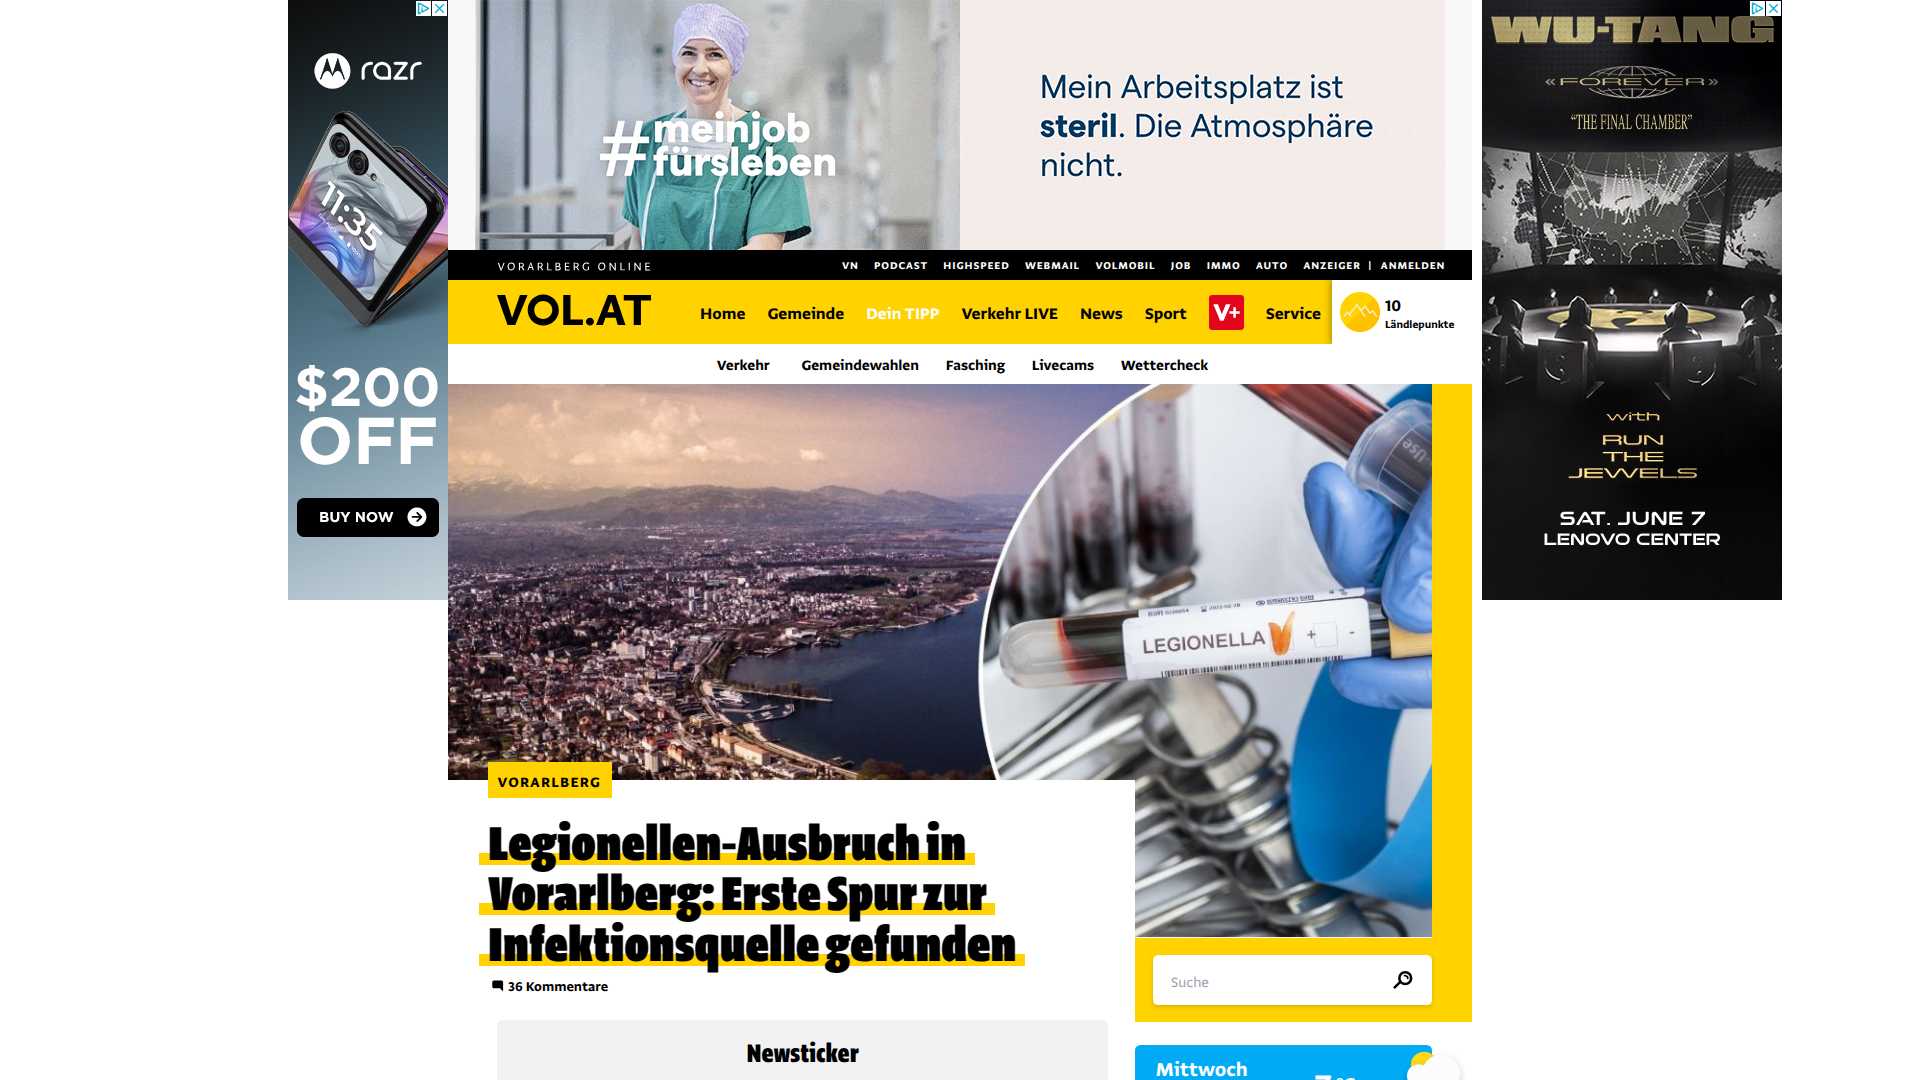 razr
11:35
$200
OFF
BUY NOW
#meinjob
fürsleben
Mein Arbeitsplatz ist
steril. Die Atmosphäre
nicht.
WU-TANG
«FOREVER»
"THE FINAL CHAMBER"
with
RUN
THE
JEWELS
SAT. JUNE 7
LENOVO CENTER
VORARLBERG ONLINE
VN PODCAST HIGHSPEED WEBMAIL VOLMOBIL JOB IMMO AUTO ANZEIGER | ANMELDEN
VOL.AT
Home Gemeinde Dein TIPP Verkehr LIVE News Sport V+ Service
10
Ländlepunkte
Verkehr Gemeindewahlen Fasching Livecams Wettercheck
Use
LEGIONELLA + -
VORARLBERG
Legionellen-Ausbruch in
Vorarlberg: Erste Spur zur
Infektionsquelle gefunden
36 Kommentare
Suche
Newsticker
Mittwoch